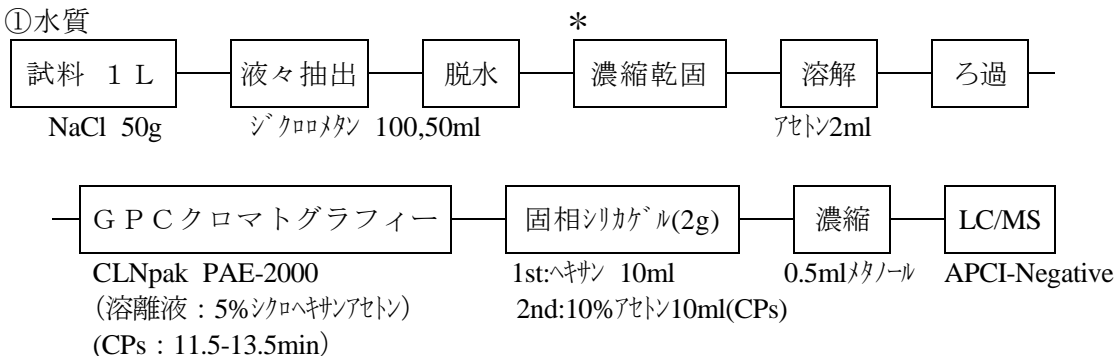 ①水質
＊
試料 １Ｌ 液々抽出 脱水 濃縮乾固 溶解 ろ過
NaCl 50g ｼﾞｸﾛﾛﾒﾀﾝ 100,50ml ｱｾﾄﾝ2ml
ＧＰＣクロマトグラフィー 固相ｼﾘｶｹﾞﾙ(2g) 濃縮 LC/MS
CLNpak PAE-2000 1st:ﾍｷｻﾝ 10ml 0.5mlﾒﾀﾉｰﾙ APCI-Negative
（溶離液：5%ｼｸﾛﾍｷｻﾝｱｾﾄﾝ） 2nd:10%ｱｾﾄﾝ10ml(CPs)
(CPs：11.5-13.5min）